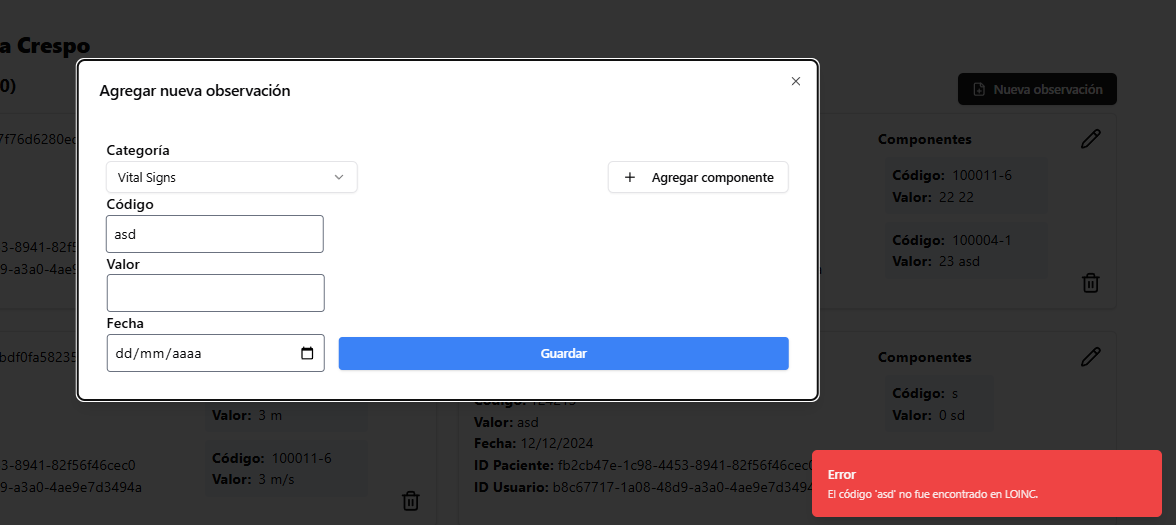 a Crespo
0)
Nueva observación
Agregar nueva observación
Categoría
Vital Signs
Agregar componente
Código
asd
Valor
Fecha
dd/mm/aaaa
Guardar
7f76d6280ec
3-8941-82f5
9-a3a0-4ae9
Componentes
Código: 100011-6
Valor: 22 22
Código: 100004-1
Valor: 23 asd
bdf0fa58235
Valor: 3 m
Código: 100011-6
Valor: 3 m/s
3-8941-82f56f46cec0
9-a3a0-4ae9e7d3494a
Valor: asd
Fecha: 12/12/2024
ID Paciente: fb2cb47e-1c98-4453-8941-82f56f46cec0
ID Usuario: b8c67717-1a08-48d9-a3a0-4ae9e7d3494
Componentes
Código: s
Valor: 0 sd
Error
El código 'asd' no fue encontrado en LOINC.